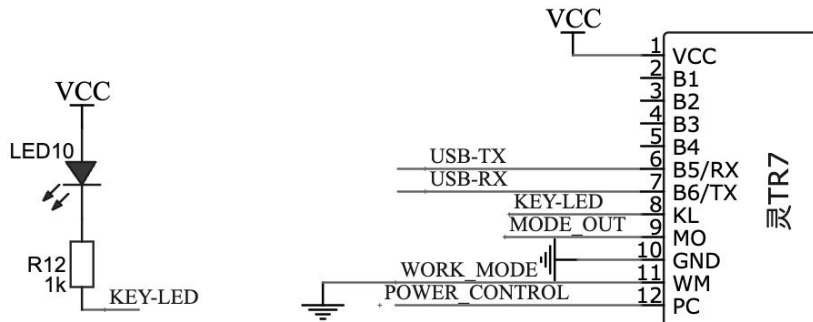 VCC
LED10
R12
1k
KEY-LED
VCC
1 VCC
2 B1
3 B2
4 B3
5 B4
USB-TX 6 B5/RX
USB-RX 7 B6/TX
KEY-LED 8 KL
MODE_OUT 9 MO
10 GND
WORK_MODE 11 WM
POWER_CONTROL 12 PC
灵TR7